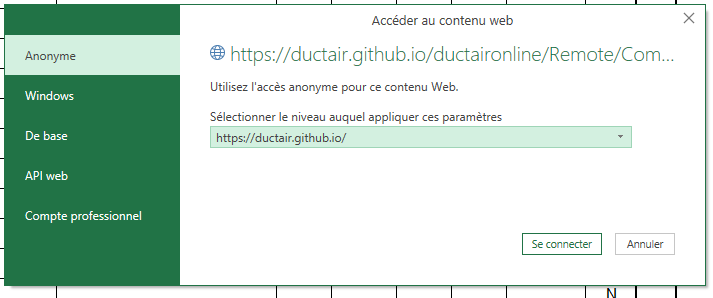 Accéder au contenu web
Anonyme
Windows
De base
API web
Compte professionnel
https://ductair.github.io/ductaironline/Remote/Com...
Utilisez l'accès anonyme pour ce contenu Web.
Sélectionner le niveau auquel appliquer ces paramètres
https://ductair.github.io/
Se connecter
Annuler
N